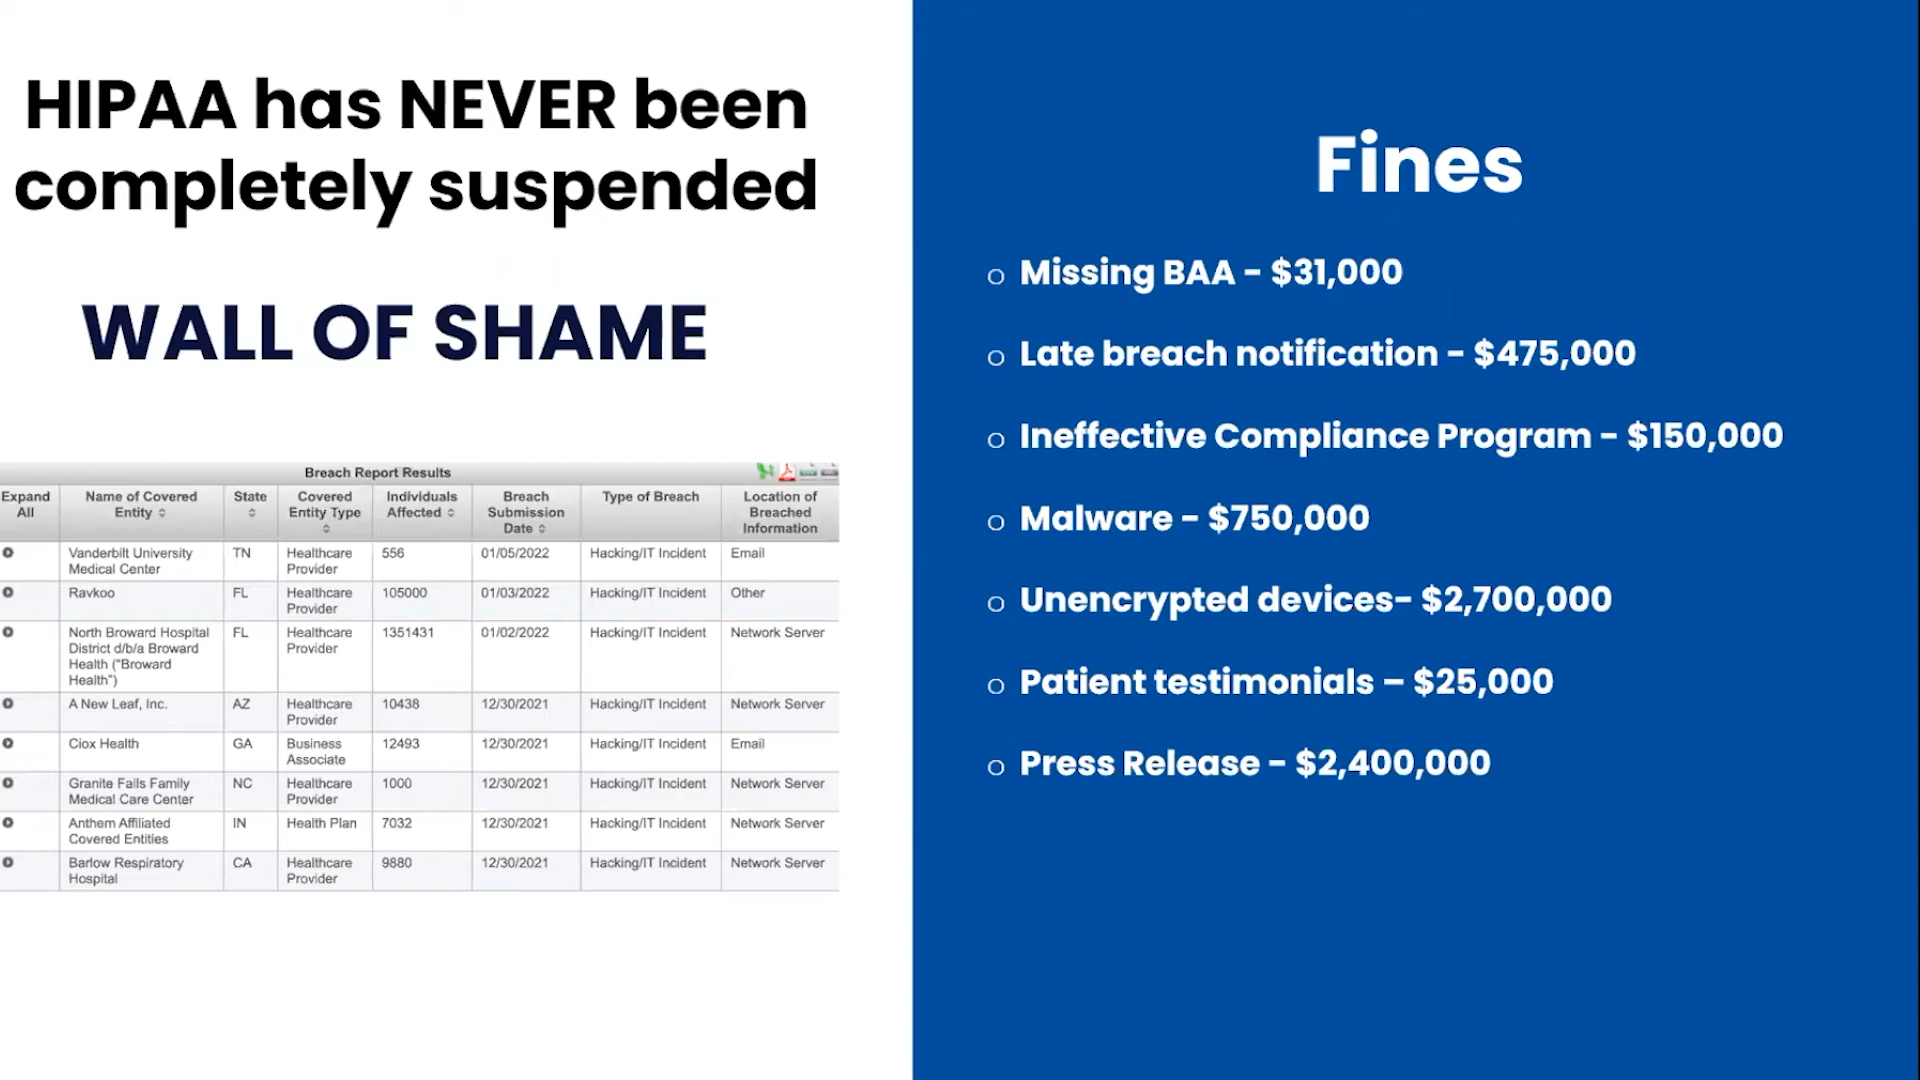 HIPAA has NEVER been
completely suspended
WALL OF SHAME
Breach Report Results
Expand All Name of Covered Entity State Covered Entity Type Individuals Affected Breach Submission Date Type of Breach Location of Breached Information
Vanderbilt University Medical Center TN Healthcare Provider 556 01/05/2022 Hacking/IT Incident Email
Ravkoo FL Healthcare Provider 105000 01/03/2022 Hacking/IT Incident Other
North Broward Hospital District d/b/a Broward Health ("Broward Health") FL Healthcare Provider 1351431 01/02/2022 Hacking/IT Incident Network Server
A New Leaf, Inc. AZ Healthcare Provider 10438 12/30/2021 Hacking/IT Incident Network Server
Ciox Health GA Business Associate 12493 12/30/2021 Hacking/IT Incident Email
Granite Falls Family Medical Care Center NC Healthcare Provider 1000 12/30/2021 Hacking/IT Incident Network Server
Anthem Affiliated Covered Entities IN Health Plan 7032 12/30/2021 Hacking/IT Incident Network Server
Barlow Respiratory Hospital CA Healthcare Provider 9880 12/30/2021 Hacking/IT Incident Network Server
Fines
o Missing BAA - $31,000
o Late breach notification - $475,000
o Ineffective Compliance Program - $150,000
o Malware - $750,000
o Unencrypted devices- $2,700,000
o Patient testimonials – $25,000
o Press Release - $2,400,000